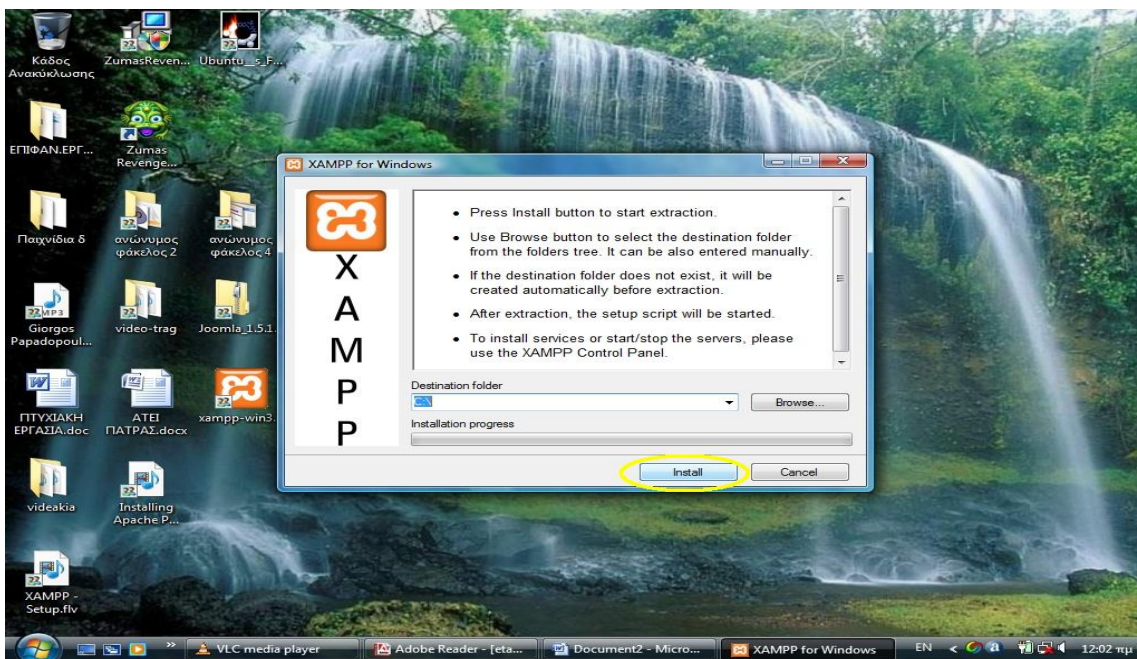 Κάδος
Ανακύκλωσης
ZumasReven...
Ubuntu__s_F...
ΕΠΙΦΑΝ.ΕΡΓ...
Zumas
Revenge...
Παιχνίδια δ
ανώνυμος
φάκελος 2
ανώνυμος
φάκελος 4
MP3
Giorgos
Papadopoul...
video-trag
Joomla_1.5.1
ΠΤΥΧΙΑΚΗ
ΕΡΓΑΣΙΑ.doc
ΑΤΕΙ
ΠΑΤΡΑΣ.docx
xampp-win3.
videakia
Installing
Apache P...
XAMPP -
Setup.flv
XAMPP for Windows
X
A
M
P
P
• Press Install button to start extraction.
• Use Browse button to select the destination folder
from the folders tree. It can be also entered manually.
• If the destination folder does not exist, it will be
created automatically before extraction.
• After extraction, the setup script will be started.
• To install services or start/stop the servers, please
use the XAMPP Control Panel.
Destination folder
C:\
Browse...
Installation progress
Install
Cancel
VLC media player
Adobe Reader - [eta...
Document2 - Micro...
XAMPP for Windows
EN
12:02 πμ